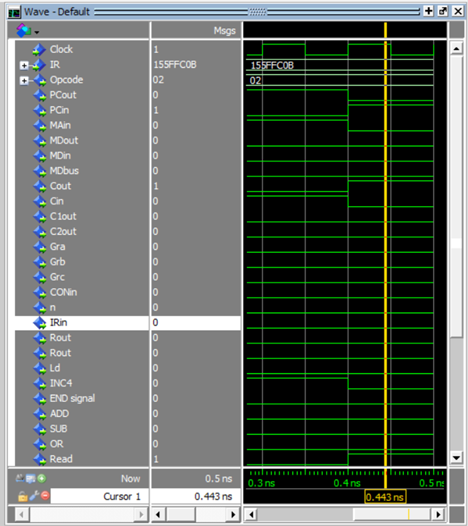 Wave - Default
Msgs
Clock 1
IR 155FFC0B 155FFC0B
Opcode 02 02
PCout 0
PCin 1
MAin 0
MDout 0
MDin 0
MDbus 0
Cout 1
Cin 0
C1out 0
C2out 0
Gra 0
Grb 0
Grc 0
CONin 0
n 0
IRin 0
Rout 0
Rout 0
Ld 0
INC4 0
END signal 0
ADD 0
SUB 0
OR 0
Read 1
Now 0.5 ns 0.3 ns 0.4 ns 0.5 ns
Cursor 1 0.443 ns 0.443 ns